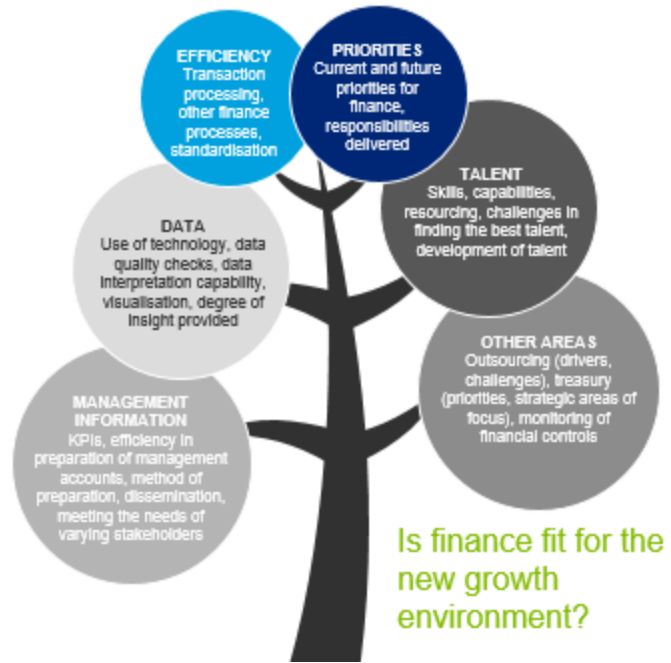 EFFICIENCY
Transaction
processing,
other finance
processes,
standardisation
PRIORITIES
Current and future
priorities for
finance,
responsibilities
delivered
TALENT
Skills, capabilities,
resourcing, challenges in
finding the best talent,
development of talent
DATA
Use of technology, data
quality checks, data
interpretation capability,
visualisation, degree of
insight provided
OTHER AREAS
Outsourcing (drivers,
challenges), treasury
(priorities, strategic areas of
focus), monitoring of
financial controls
MANAGEMENT
INFORMATION
KPIs, efficiency in
preparation of management
accounts, method of
preparation, dissemination,
meeting the needs of
varying stakeholders
Is finance fit for the
new growth
environment?